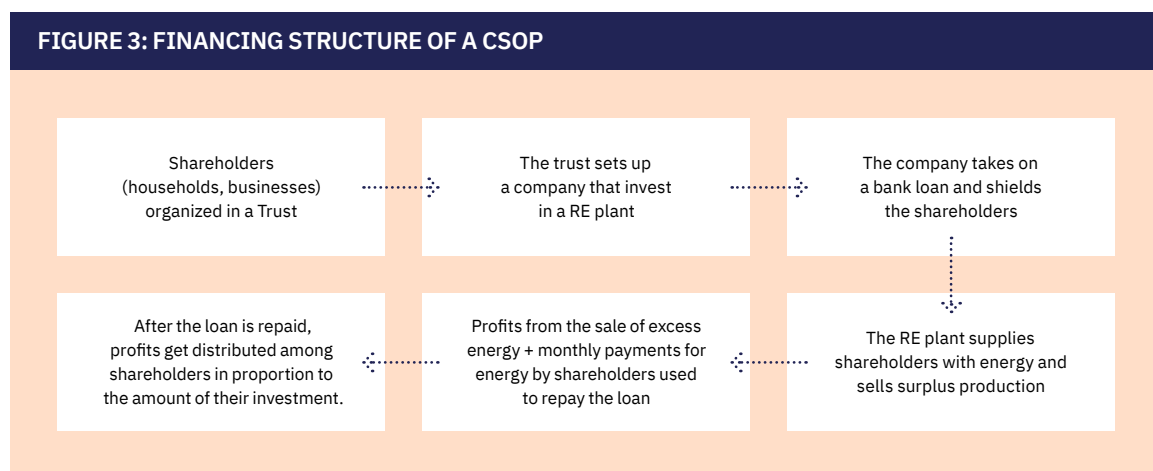 FIGURE 3: FINANCING STRUCTURE OF A CSOP
Shareholders
(households, businesses)
organized in a Trust
The trust sets up
a company that invest
in a RE plant
The company takes on
a bank loan and shields
the shareholders
The RE plant supplies
shareholders with energy and
sells surplus production
Profits from the sale of excess
energy + monthly payments for
energy by shareholders used
to repay the loan
After the loan is repaid,
profits get distributed among
shareholders in proportion to
the amount of their investment.